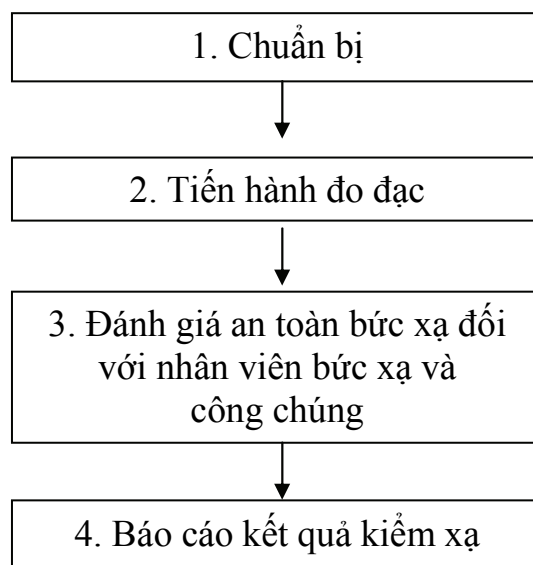 1. Chuẩn bị
2. Tiến hành đo đạc
3. Đánh giá an toàn bức xạ đối
với nhân viên bức xạ và
công chúng
4. Báo cáo kết quả kiểm xạ